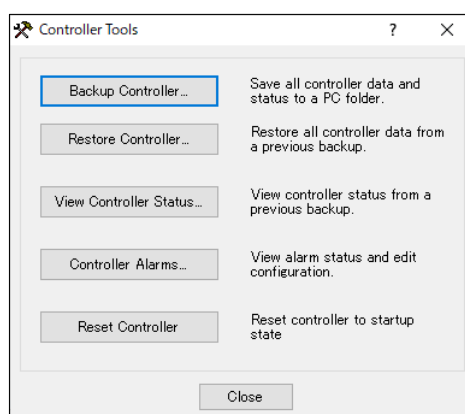 Controller Tools
?
Backup Controller...
Save all controller data and
status to a PC folder.
Restore Controller...
Restore all controller data from
a previous backup.
View Controller Status...
View controller status from a
previous backup.
Controller Alarms...
View alarm status and edit
configuration.
Reset Controller
Reset controller to startup
state
Close